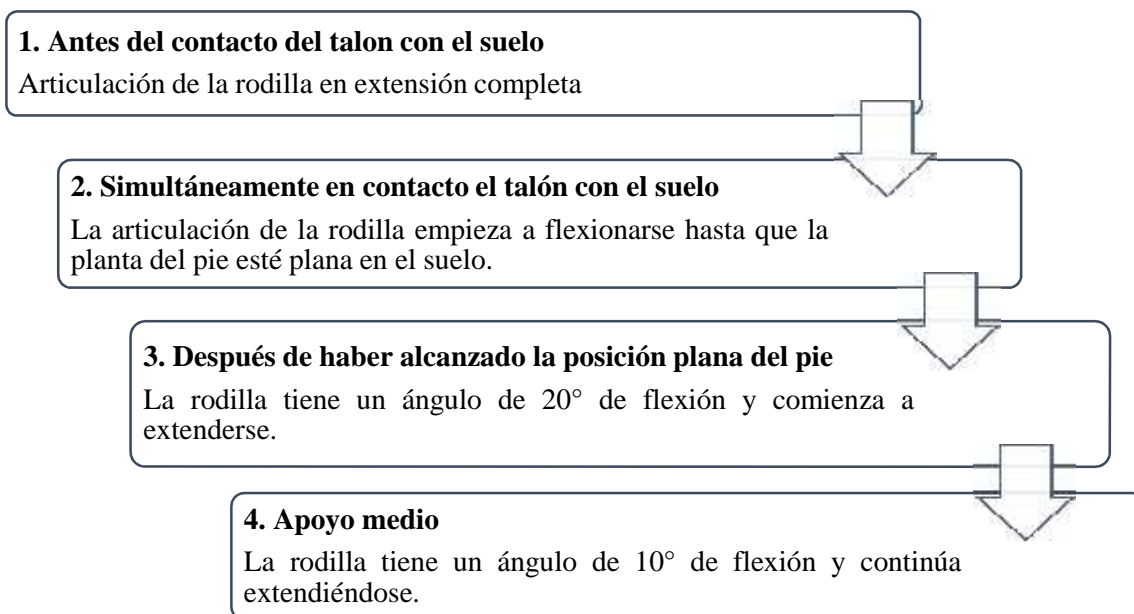 1. Antes del contacto del talon con el suelo
Articulación de la rodilla en extensión completa
2. Simultáneamente en contacto el talón con el suelo
La articulación de la rodilla empieza a flexionarse hasta que la
planta del pie esté plana en el suelo.
3. Después de haber alcanzado la posición plana del pie
La rodilla tiene un ángulo de 20° de flexión y comienza a
extenderse.
4. Apoyo medio
La rodilla tiene un ángulo de 10° de flexión y continúa
extendiéndose.